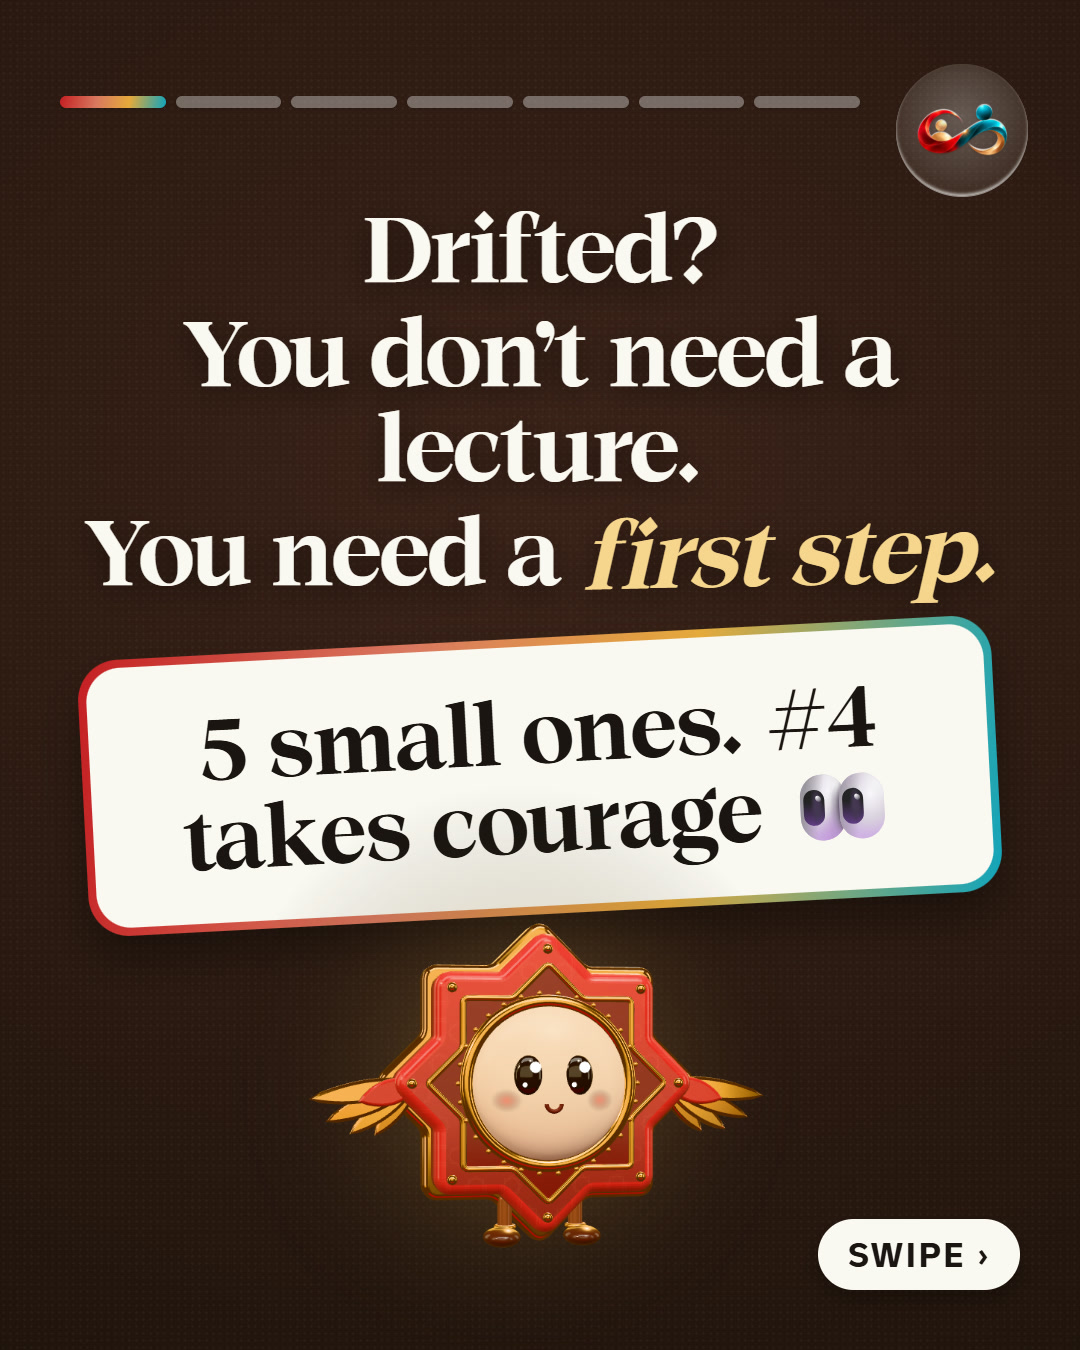 Drifted?
You don’t need a
lecture.
You need a first step.
5 small ones. #4
takes courage 👀
SWIPE ›